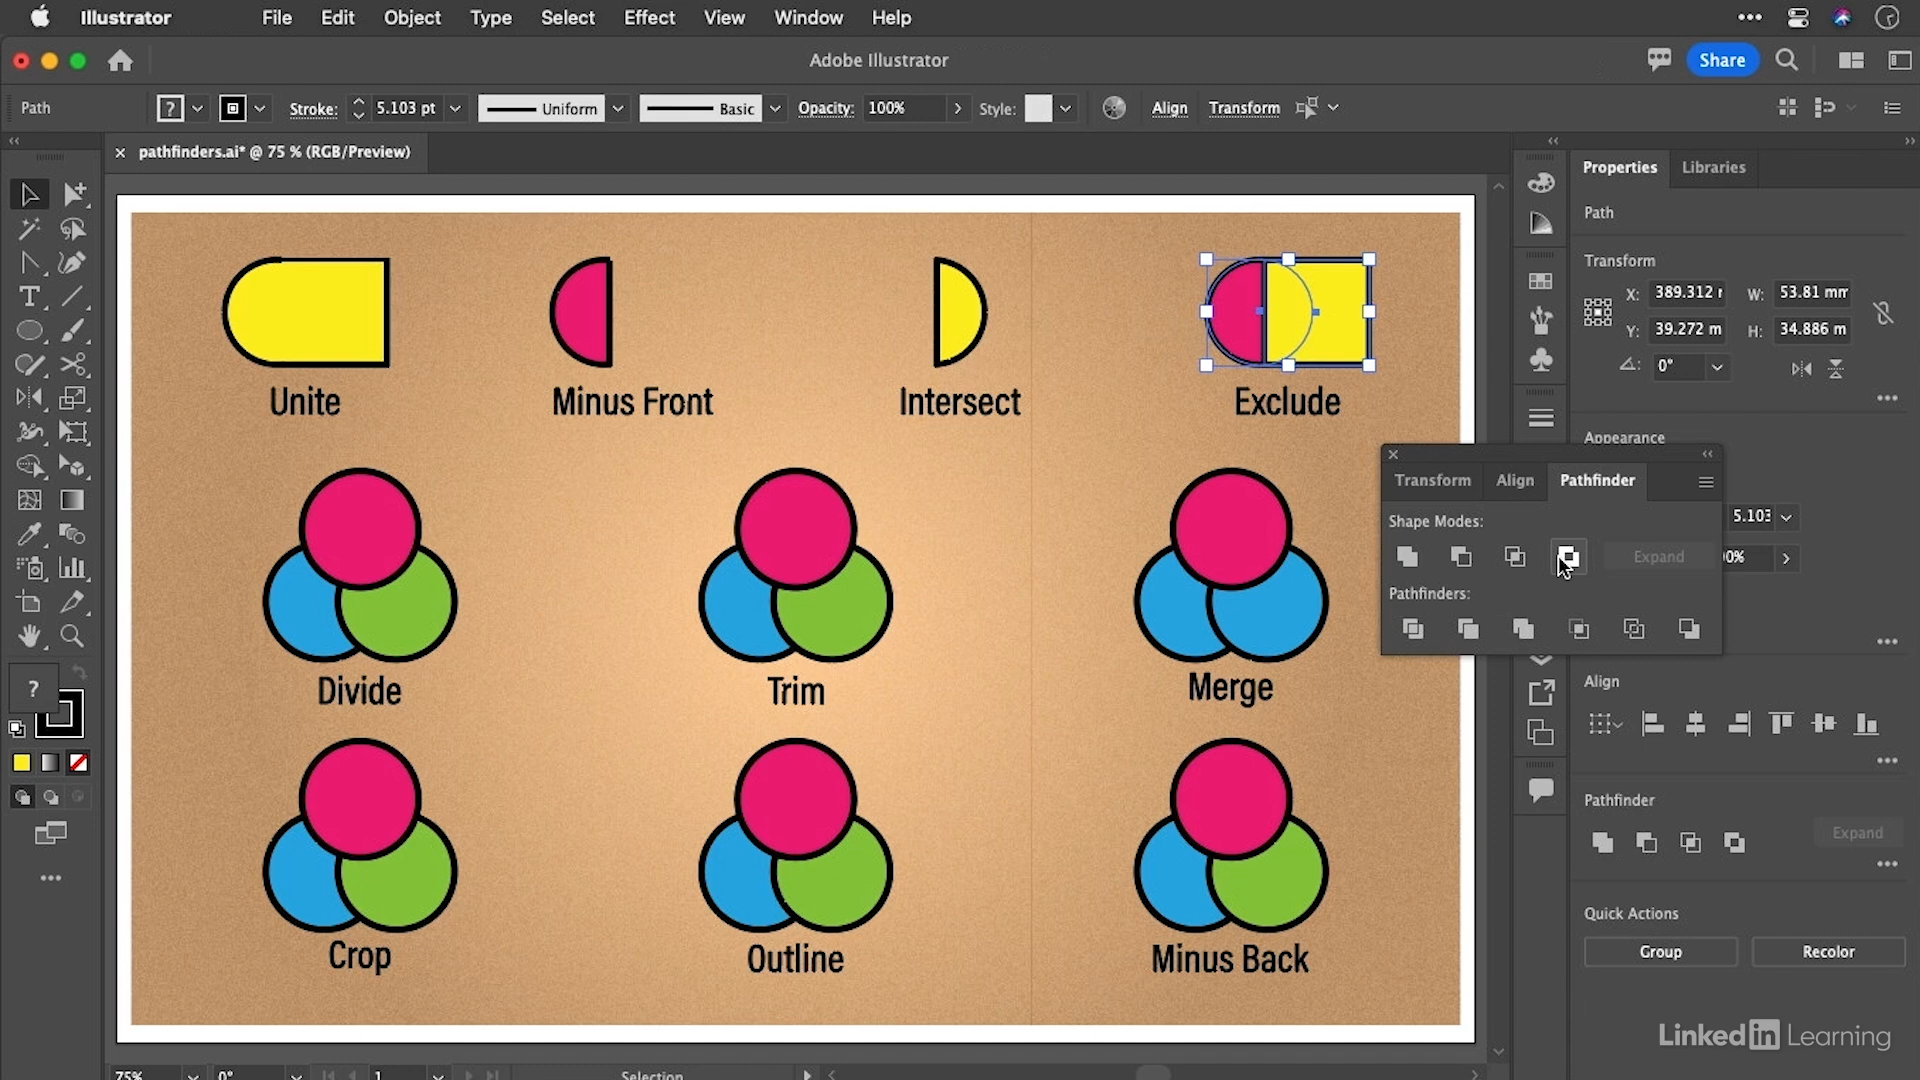 Illustrator File Edit Object Type Select Effect View Window Help
Adobe Illustrator
Share
Path ? Stroke: 5.103 pt Uniform Basic Opacity: 100% Style: Align Transform
pathfinders.ai* @ 75 % (RGB/Preview)
Properties Libraries
Path
Transform
X: 389.312 r W: 53.81 mm
Y: 39.272 m H: 34.886 m
0°
Unite Minus Front Intersect Exclude
Appearance
Transform Align Pathfinder
Shape Modes:
5.103
Expand
0%
Pathfinders:
?
Divide Trim Merge
Align
Pathfinder
Expand
Quick Actions
Group Recolor
Crop Outline Minus Back
Linked in Learning
75% 0° 1 Selection